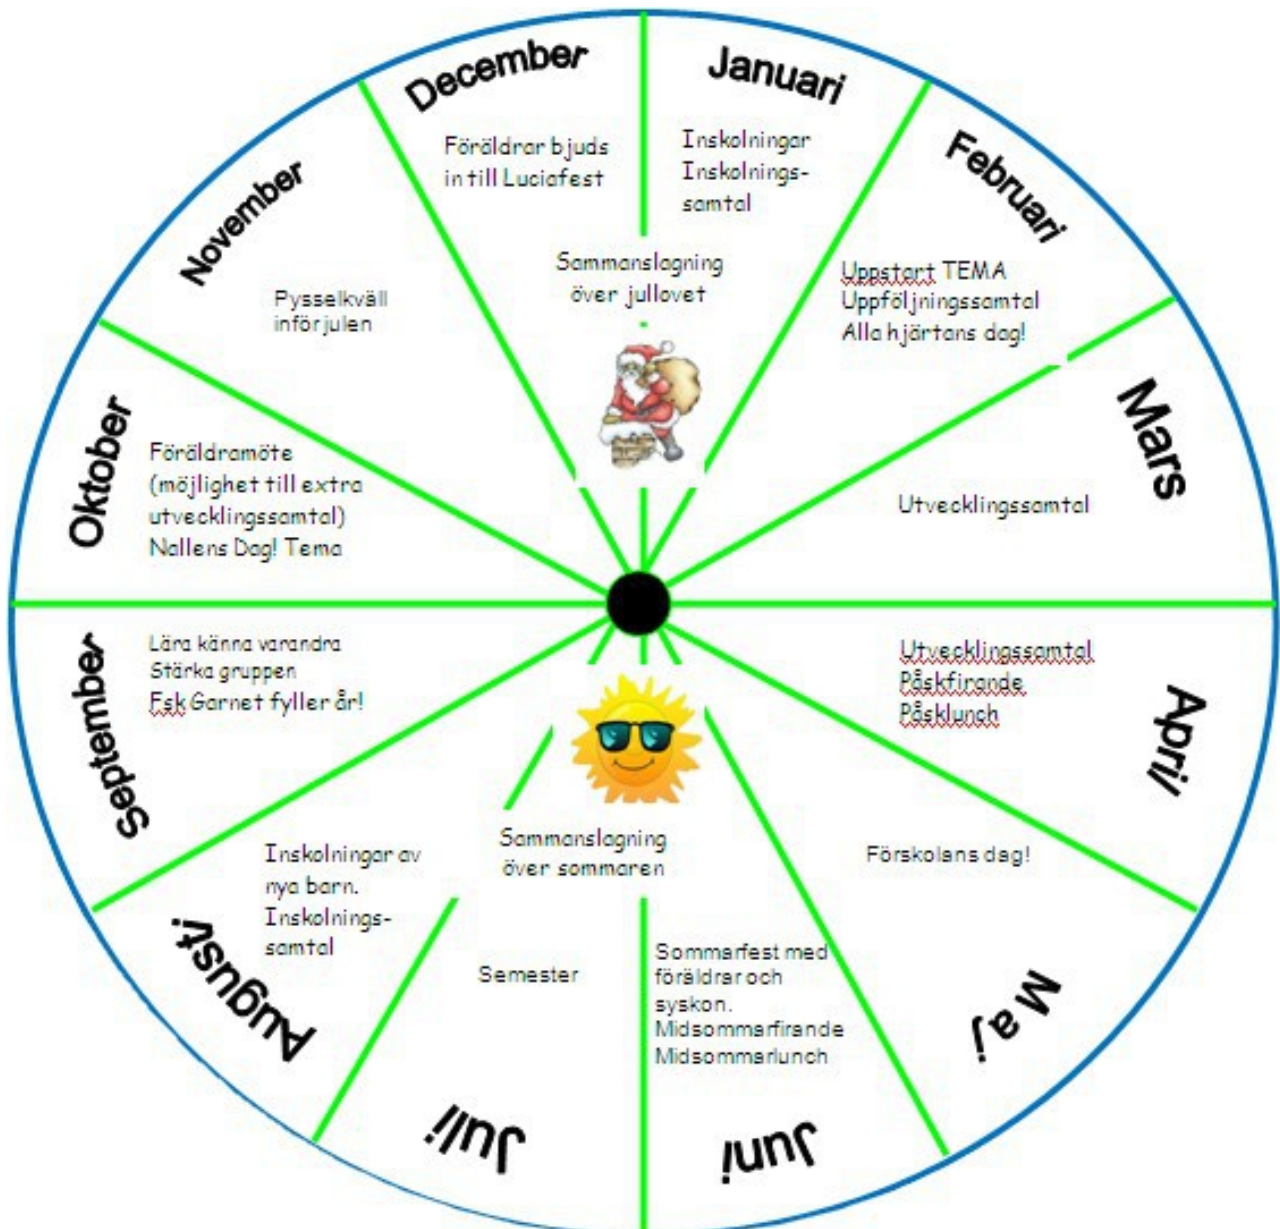 December
Januari
Föräldrar bjuds
in till Luciafest
Inskolningar
Inskolnings-
samtal
Februari
November
Sammanslagning
över jullovet
Uppstart TEMA
Uppföljningssamtal
Alla hjärtans dag!
Pysselkväll
inför julen
Mars
Oktober
Föräldramöte
(möjlighet till extra
utvecklingssamtal)
Nallens Dag! Tema
Utvecklingssamtal
September
Lära känna varandra
Stärka gruppen
Fsk Garnet fyller år!
Utvecklingssamtal
Påskfirande
Påsklunch
April
Sammanslagning
över sommaren
Inskolningar av
nya barn.
Inskolnings-
samtal
Förskolans dag!
August!
Semester
Sommarfest med
föräldrar och
syskon.
Midsommarfirande
Midsommarlunch
Maj
Juli
Juni